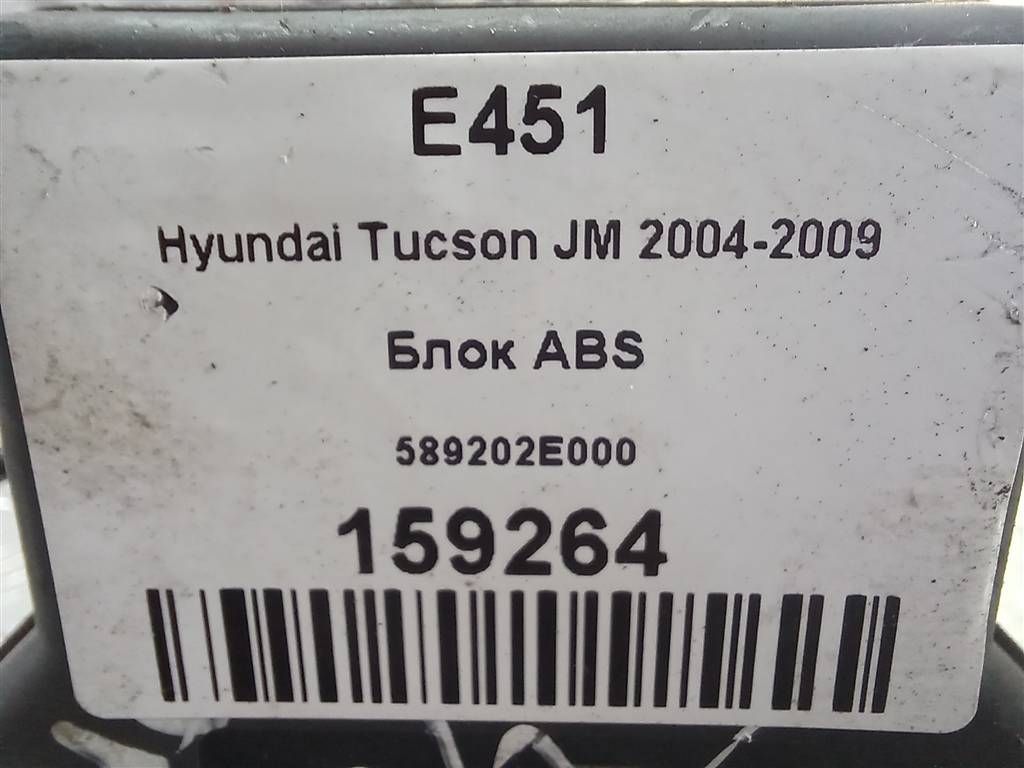 E451
Hyundai Tucson JM 2004-2009
Блок ABS
589202E000
159264